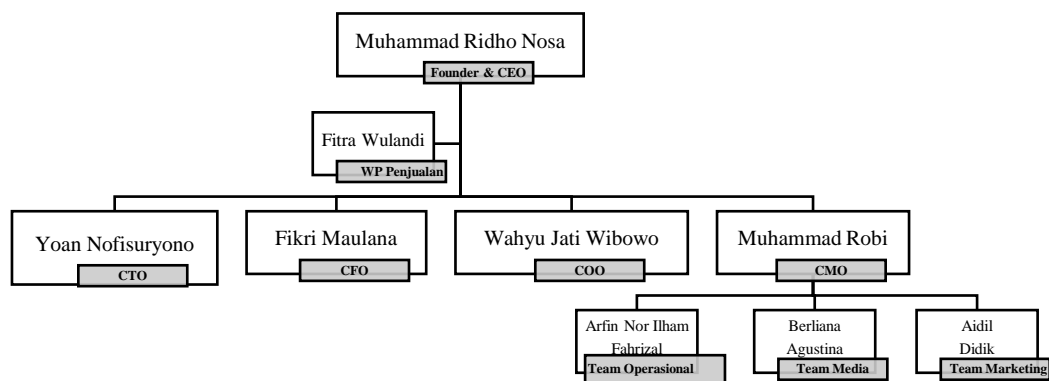 Muhammad Ridho Nosa
Founder & CEO
Fitra Wulandi
WP Penjualan
Yoan Nofisuryono
CTO
Fikri Maulana
CFO
Wahyu Jati Wibowo
COO
Muhammad Robi
CMO
Arfin Nor Ilham
Fahrizal
Team Operasional
Berliana
Agustina
Team Media
Aidil
Didik
Team Marketing